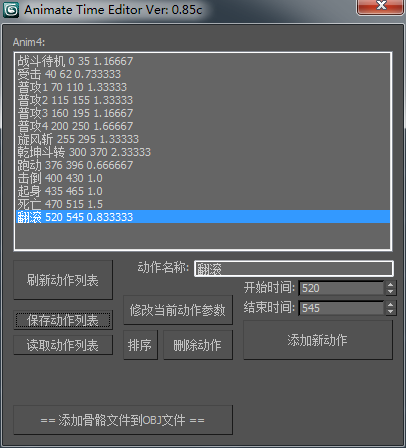 Animate Time Editor Ver: 0.85c
Anim4:
战斗待机 0 35 1.16667
受击 40 62 0.733333
普攻1 70 110 1.33333
普攻2 115 155 1.33333
普攻3 160 195 1.16667
普攻4 200 250 1.66667
旋风斩 255 295 1.33333
乾坤斗转 300 370 2.33333
跑动 376 396 0.666667
击倒 400 430 1.0
起身 435 465 1.0
死亡 470 515 1.5
翻滚 520 545 0.833333
刷新动作列表
动作名称: 翻滚
开始时间: 520
保存动作列表
修改当前动作参数
结束时间: 545
读取动作列表
排序
删除动作
添加新动作
== 添加骨骼文件到OBJ文件 ==